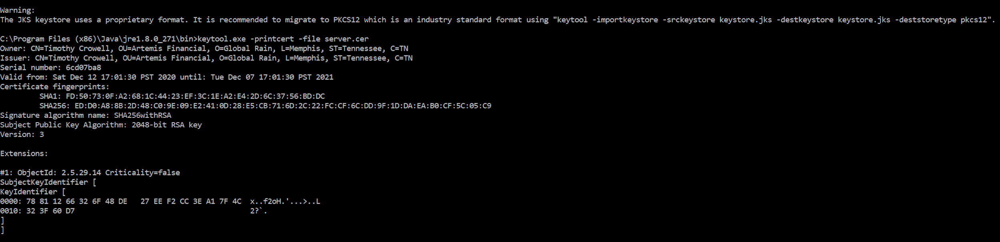 Warning:
The JKS keystore uses a proprietary format. It is recommended to migrate to PKCS12 which is an industry standard format using "keytool -importkeystore -srckeystore keystore.jks -destkeystore keystore.jks -deststoretype pkcs12".
C:\Program Files (x86)\Java\jre1.8.0_271\bin>keytool.exe -printcert -file server.cer
Owner: CN=Timothy Crowell, OU=Artemis Financial, O=Global Rain, L=Memphis, ST=Tennessee, C=TN
Issuer: CN=Timothy Crowell, OU=Artemis Financial, O=Global Rain, L=Memphis, ST=Tennessee, C=TN
Serial number: 6cd07ba8
Valid from: Sat Dec 12 17:01:30 PST 2020 until: Tue Dec 07 17:01:30 PST 2021
Certificate fingerprints:
         SHA1: FD:50:73:0F:A2:68:1C:44:23:EF:3C:1E:A2:E4:2D:6C:37:56:BD:DC
         SHA256: ED:D0:A8:8B:2D:48:C0:9E:09:E2:41:0D:28:E5:CB:71:6D:2C:22:FC:CF:6C:DD:9F:1D:DA:EA:B0:CF:5C:05:C9
Signature algorithm name: SHA256withRSA
Subject Public Key Algorithm: 2048-bit RSA key
Version: 3
Extensions:
#1: ObjectId: 2.5.29.14 Criticality=false
SubjectKeyIdentifier [
KeyIdentifier [
0000: 78 81 12 66 32 6F 48 DE   27 EE F2 CC 3E A1 7F 4C  x..f2oH.'...>..L
0010: 32 3F 60 D7                                        2?`.
]
]